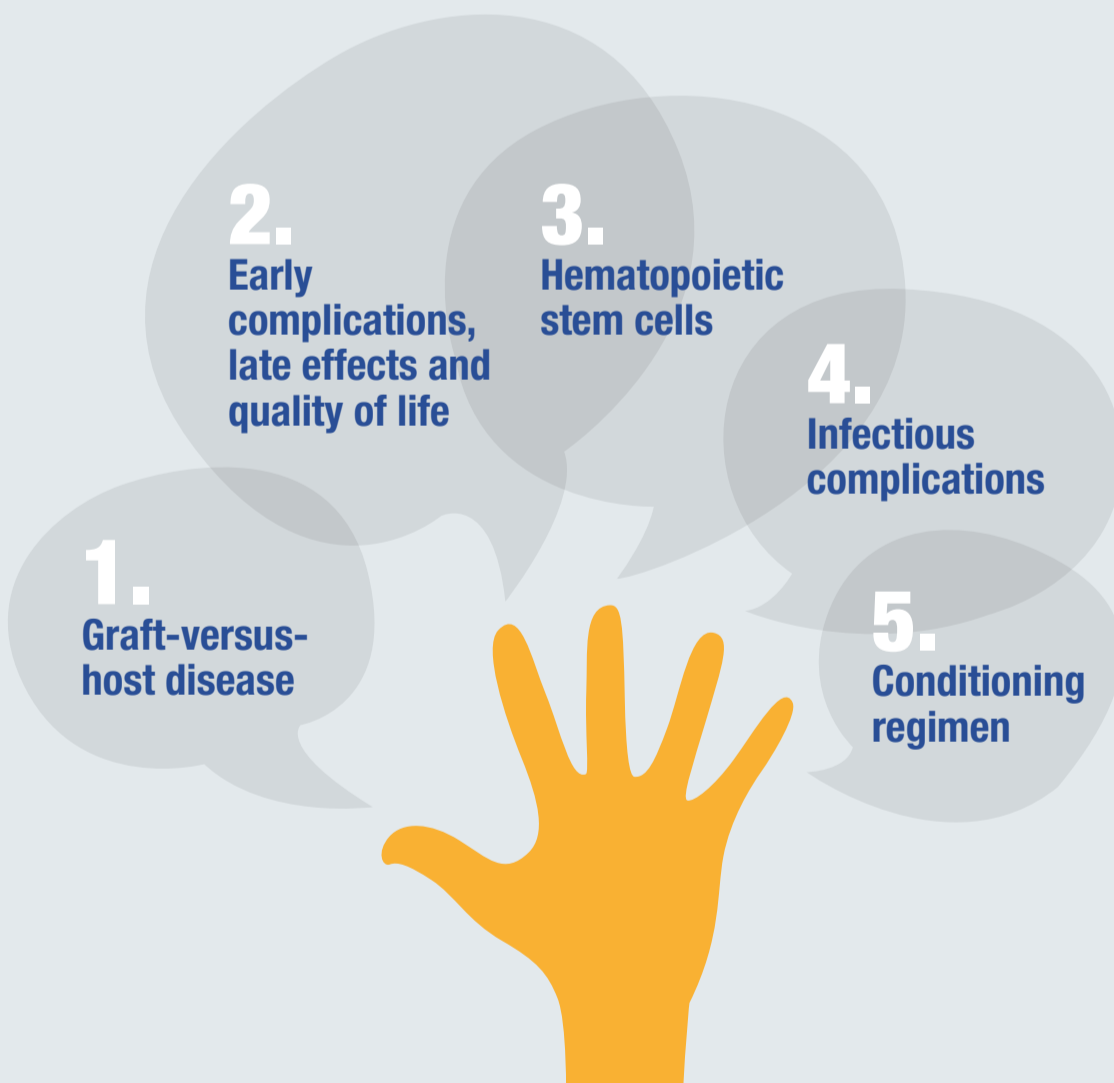 1.
Graft-versus-
host disease
2.
Early
complications,
late effects and
quality of life
3.
Hematopoietic
stem cells
4.
Infectious
complications
5.
Conditioning
regimen